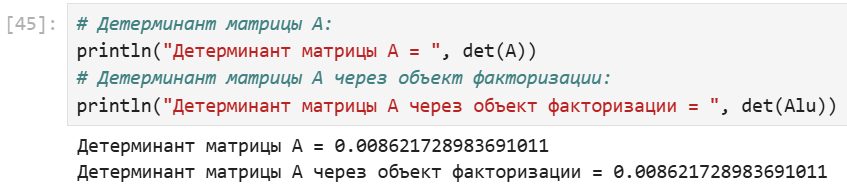 [45]:
# Детерминант матрицы A:
println("Детерминант матрицы A = ", det(A))
# Детерминант матрицы A через объект факторизации:
println("Детерминант матрицы A через объект факторизации = ", det(Alu))
Детерминант матрицы A = 0.008621728983691011
Детерминант матрицы A через объект факторизации = 0.008621728983691011